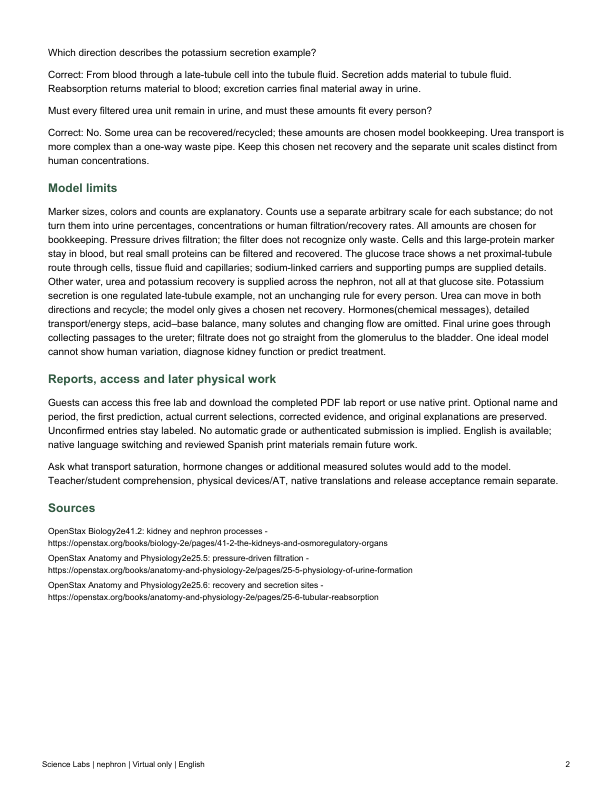 Which direction describes the potassium secretion example?
Correct: From blood through a late-tubule cell into the tubule fluid. Secretion adds material to tubule fluid.
Reabsorption returns material to blood; excretion carries final material away in urine.
Must every filtered urea unit remain in urine, and must these amounts fit every person?
Correct: No. Some urea can be recovered/recycled; these amounts are chosen model bookkeeping. Urea transport is
more complex than a one-way waste pipe. Keep this chosen net recovery and the separate unit scales distinct from
human concentrations.
Model limits
Marker sizes, colors and counts are explanatory. Counts use a separate arbitrary scale for each substance; do not
turn them into urine percentages, concentrations or human filtration/recovery rates. All amounts are chosen for
bookkeeping. Pressure drives filtration; the filter does not recognize only waste. Cells and this large-protein marker
stay in blood, but real small proteins can be filtered and recovered. The glucose trace shows a net proximal-tubule
route through cells, tissue fluid and capillaries; sodium-linked carriers and supporting pumps are supplied details.
Other water, urea and potassium recovery is supplied across the nephron, not all at that glucose site. Potassium
secretion is one regulated late-tubule example, not an unchanging rule for every person. Urea can move in both
directions and recycle; the model only gives a chosen net recovery. Hormones(chemical messages), detailed
transport/energy steps, acid–base balance, many solutes and changing flow are omitted. Final urine goes through
collecting passages to the ureter; filtrate does not go straight from the glomerulus to the bladder. One ideal model
cannot show human variation, diagnose kidney function or predict treatment.
Reports, access and later physical work
Guests can access this free lab and download the completed PDF lab report or use native print. Optional name and
period, the first prediction, actual current selections, corrected evidence, and original explanations are preserved.
Unconfirmed entries stay labeled. No automatic grade or authenticated submission is implied. English is available;
native language switching and reviewed Spanish print materials remain future work.
Ask what transport saturation, hormone changes or additional measured solutes would add to the model.
Teacher/student comprehension, physical devices/AT, native translations and release acceptance remain separate.
Sources
OpenStax Biology2e41.2: kidney and nephron processes -
https://openstax.org/books/biology-2e/pages/41-2-the-kidneys-and-osmoregulatory-organs
OpenStax Anatomy and Physiology2e25.5: pressure-driven filtration -
https://openstax.org/books/anatomy-and-physiology-2e/pages/25-5-physiology-of-urine-formation
OpenStax Anatomy and Physiology2e25.6: recovery and secretion sites -
https://openstax.org/books/anatomy-and-physiology-2e/pages/25-6-tubular-reabsorption
Science Labs | nephron | Virtual only | English
2